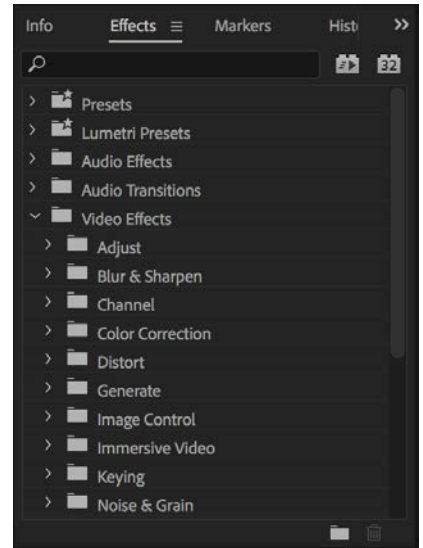 Info Effects Markers
32
Presets
Lumetri Presets
Audio Effects
Audio Transitions
Video Effects
Adjust
Blur & Sharpen
Channel
Color Correction
Distort
Generate
Image Control
Immersive Video
Keying
Noise & Grain